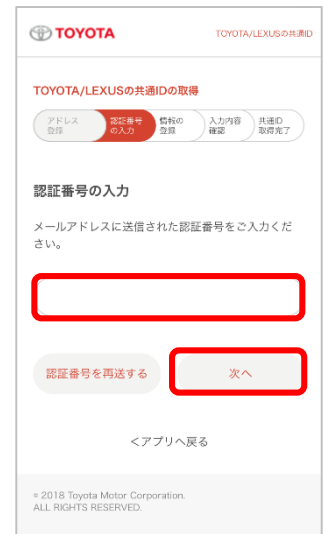 TOYOTA
TOYOTA/LEXUSの共通ID
TOYOTA/LEXUSの共通IDの取得
アドレス
登録
認証番号
の入力
情報の
登録
入力内容
確認
共通ID
取得完了
認証番号の入力
メールアドレスに送信された認証番号をご入力くだ
さい。
認証番号を再送する
次へ
<アプリへ戻る
© 2018 Toyota Motor Corporation.
ALL RIGHTS RESERVED.